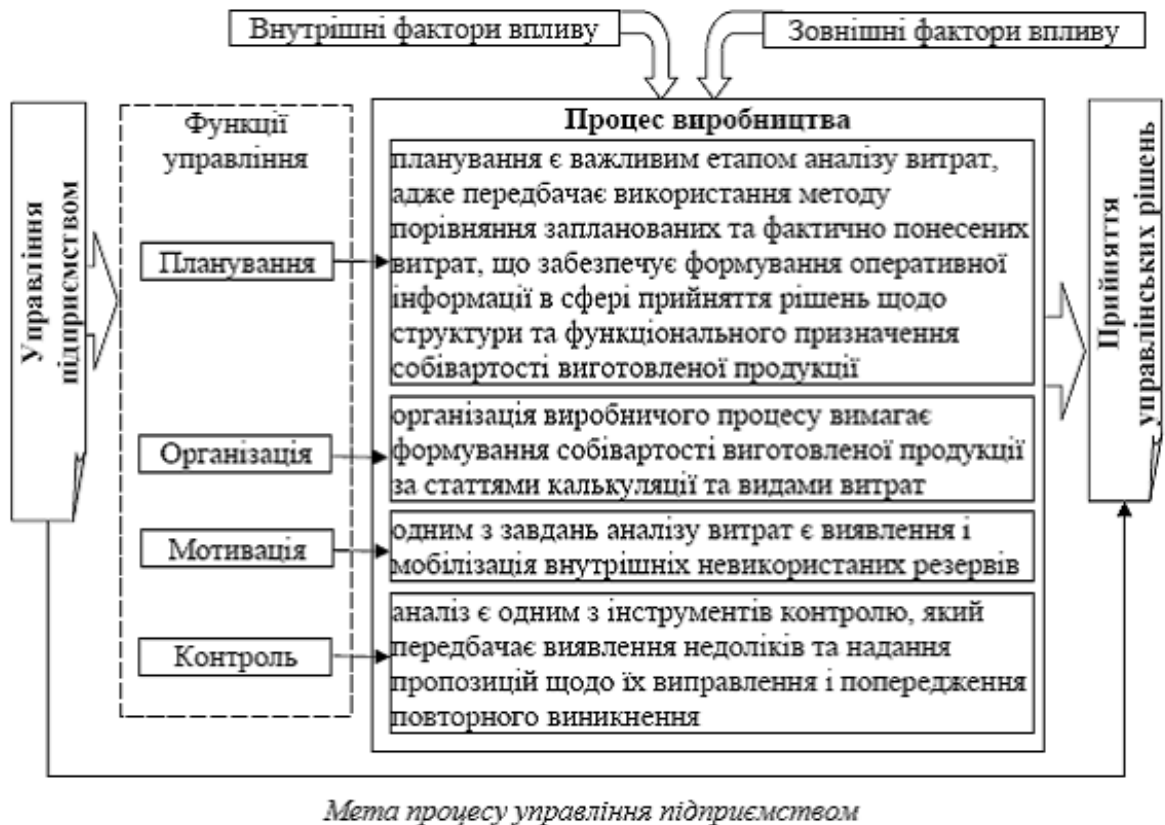 Внутрішні фактори впливу
Зовнішні фактори впливу
Управління
підприємством
Функції
управління
Планування
Організація
Мотивація
Контроль
Процес виробництва
планування є важливим етапом аналізу витрат,
адже передбачає використання методу
порівняння запланованих та фактично понесених
витрат, що забезпечує формування оперативної
інформації в сфері прийняття рішень щодо
структури та функціонального призначення
собівартості виготовленої продукції
організація виробничого процесу вимагає
формування собівартості виготовленої продукції
за статтями калькуляції та видами витрат
одним з завдань аналізу витрат є виявлення і
мобілізація внутрішніх невикористаних резервів
аналіз є одним з інструментів контролю, який
передбачає виявлення недоліків та надання
пропозицій щодо їх виправлення і попередження
повторного виникнення
Прийняття
управлінських рішень
Мета процесу управління підприємством